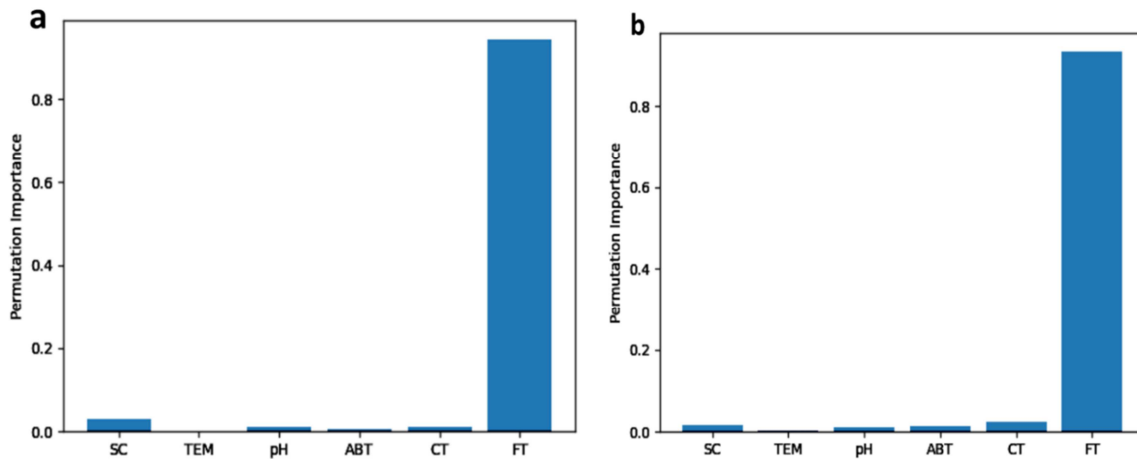 a
Permutation Importance
0.8
0.6
0.4
0.2
0.0
SC TEM pH ABT CT FT
b
Permutation Importance
0.8
0.6
0.4
0.2
0.0
SC TEM pH ABT CT FT